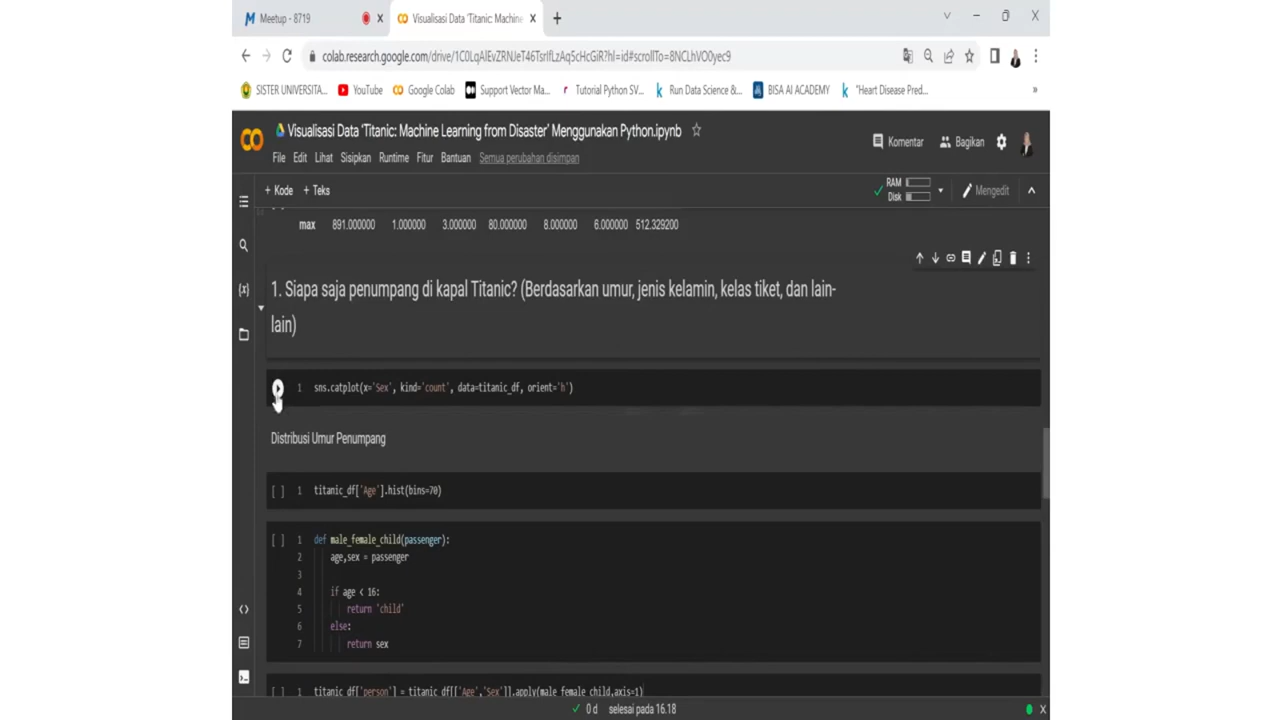 Meetup - 8719
Visualisasi Data 'Titanic: Machine
colab.research.google.com/drive/1C0LqAlEvZRNJeT46TsrlfLzAq5cHcGiR?hl=id#scrollTo=8NCLhVO0yec9
SISTER UNIVERSITA... YouTube Google Colab Support Vector Ma... Tutorial Python SV... Run Data Science &... BISA AI ACADEMY "Heart Disease Pred... »
Visualisasi Data 'Titanic: Machine Learning from Disaster' Menggunakan Python.ipynb
Komentar Bagikan
File Edit Lihat Sisipkan Runtime Fitur Bantuan Semua perubahan disimpan
+ Kode + Teks
RAM
Disk
Mengedit
max 891.000000 1.000000 3.000000 80.000000 8.000000 6.000000 512.329200
1. Siapa saja penumpang di kapal Titanic? (Berdasarkan umur, jenis kelamin, kelas tiket, dan lain-
lain)
1 sns.catplot(x='Sex', kind='count', data=titanic_df, orient='h')
Distribusi Umur Penumpang
[ ] 1 titanic_df['Age'].hist(bins=70)
[ ] 1 def male_female_child(passenger):
2 age,sex = passenger
3
4 if age < 16:
5 return 'child'
6 else:
7 return sex
[ ] 1 titanic_df['person'] = titanic_df[['Age','Sex']].apply(male_female_child,axis=1)
0 d selesai pada 16.18